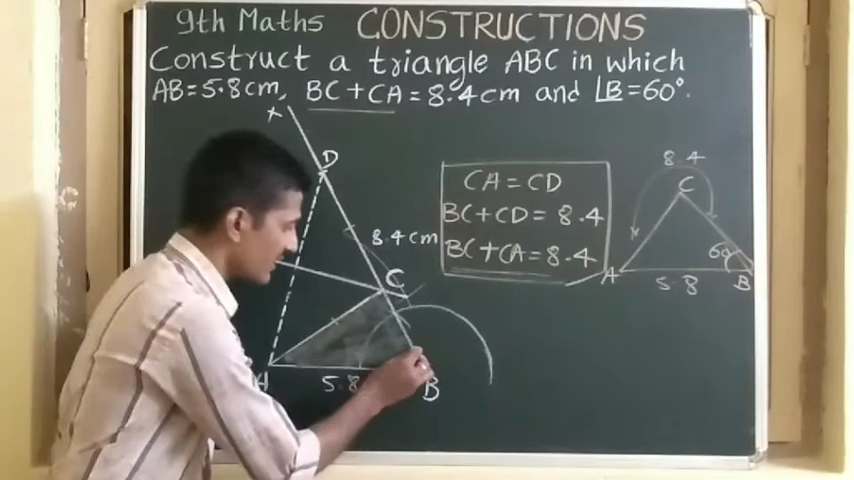 9th Maths CONSTRUCTIONS
Construct a triangle ABC in which
AB=5.8cm, BC+CA=8.4cm and ∠B=60°.
X
D
8.4cm
C
A
5.8
B
CA=CD
BC+CD=8.4
BC+CA=8.4
8.4
C
60
A
5.8
B